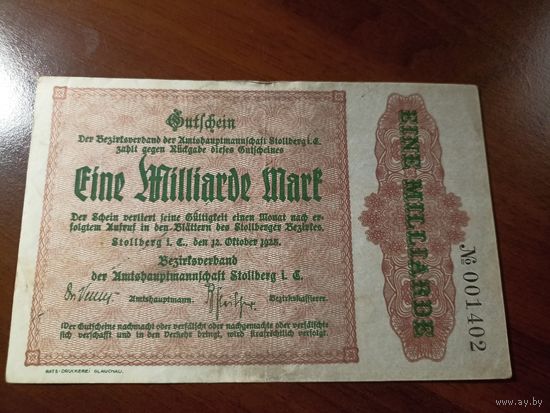 Gutschein
Der Bezirksverband der Amtshauptmannschaft Stollberg i. E.
zahlt gegen Rückgabe dieses Gutscheines
Eine Milliarde Mark
Der Schein verliert seine Gültigkeit einen Monat nach er-
folgtem Aufruf in den Blättern des Stollberger Bezirkes.
Stollberg i. E., den 12. Oktober 1923.
Bezirksverband
der Amtshauptmannschaft Stollberg i. E.
Amtshauptmann. Bezirkskassierer.
Wer Gutscheine nachmacht oder verfälscht oder nachgemachte oder verfälschte
sich verschafft und in den Verkehr bringt, wird strafrechtlich verfolgt.
RATS-DRUCKEREI GLAUCHAU.
EINE MILLIARDE
№ 001402
www.ay.by